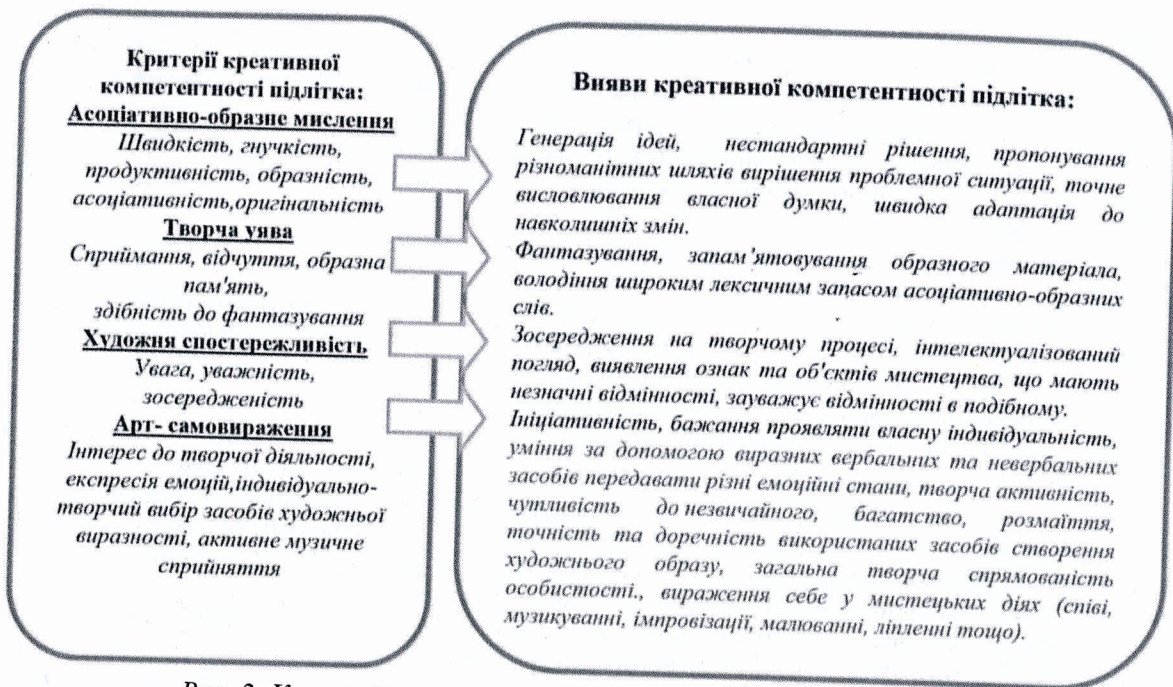 Критерії креативної
компетентності підлітка:
Асоціативно-образне мислення
Швидкість, гнучкість,
продуктивність, образність,
асоціативність,оригінальність
Творча уява
Сприймання, відчуття, образна
пам'ять,
здібність до фантазування
Художня спостережливість
Увага, уважність,
зосередженість
Арт- самовираження
Інтерес до творчої діяльності,
експресія емоцій,індивідуально-
творчий вибір засобів художньої
виразності, активне музичне
сприйняття
Вияви креативної компетентності підлітка:
Генерація ідей, нестандартні рішення, пропонування
різноманітних шляхів вирішення проблемної ситуації, точне
висловлювання власної думки, швидка адаптація до
навколишніх змін.
Фантазування, запам'ятовування образного матеріала,
володіння широким лексичним запасом асоціативно-образних
слів.
Зосередження на творчому процесі, інтелектуалізований
погляд, виявлення ознак та об'єктів мистецтва, що мають
незначні відмінності, зауважує відмінності в подібному.
Ініціативність, бажання проявляти власну індивідуальність,
уміння за допомогою виразних вербальних та невербальних
засобів передавати різні емоційні стани, творча активність,
чутливість до незвичайного, багатство, розмаїття,
точність та доречність використаних засобів створення
художнього образу, загальна творча спрямованість
особистості., вираження себе у мистецьких діях (співі,
музикуванні, імпровізації, малюванні, ліпленні тощо).